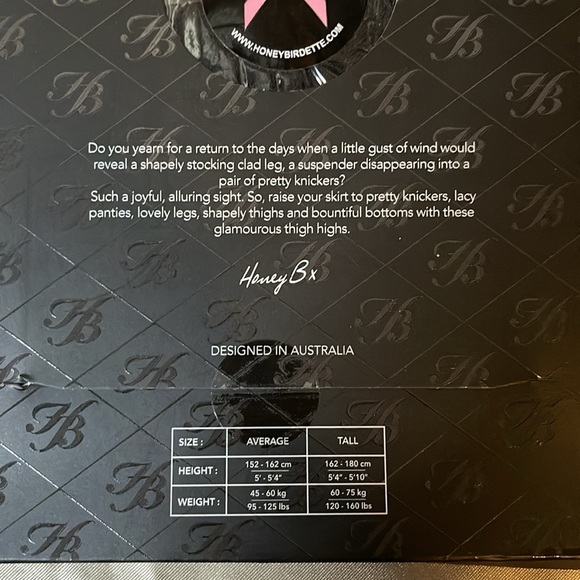 WWW.HONEYBIRDETTE.COM
Do you yearn for a return to the days when a little gust of wind would
reveal a shapely stocking clad leg, a suspender disappearing into a
pair of pretty knickers?
Such a joyful, alluring sight. So, raise your skirt to pretty knickers, lacy
panties, lovely legs, shapely thighs and bountiful bottoms with these
glamourous thigh highs.
Honey B x
DESIGNED IN AUSTRALIA
SIZE : AVERAGE TALL
HEIGHT : 152 - 162 cm 162 - 180 cm
5' - 5'4" 5'4" - 5'10"
WEIGHT : 45 - 60 kg 60 - 75 kg
95 - 125 lbs 120 - 160 lbs
HB